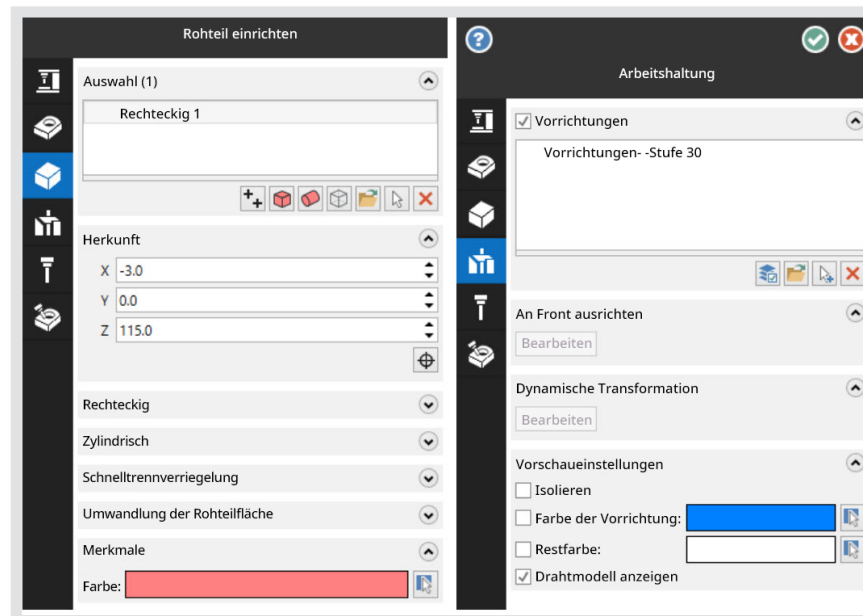 Rohteil einrichten
Auswahl (1)
Rechteckig 1
Herkunft
X -3.0
Y 0.0
Z 115.0
Rechteckig
Zylindrisch
Schnelltrennverriegelung
Umwandlung der Rohteilfläche
Merkmale
Farbe:
Arbeitshaltung
Vorrichtungen
Vorrichtungen- -Stufe 30
An Front ausrichten
Bearbeiten
Dynamische Transformation
Bearbeiten
Vorschaueinstellungen
Isolieren
Farbe der Vorrichtung:
Restfarbe:
Drahtmodell anzeigen